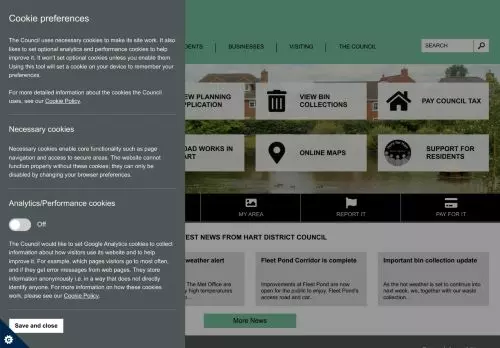 Cookie preferences
The Council uses necessary cookies to make its site work. It also
likes to set optional analytics and performance cookies to help
improve it. It won't set optional cookies unless you enable them.
Using this tool will set a cookie on your device to remember your
preferences.
For more detailed information about the cookies the Council
uses, see our Cookie Policy.
Necessary cookies
Necessary cookies enable core functionality such as page
navigation and access to secure areas. The website cannot
function properly without these cookies; they can only be
disabled by changing your browser preferences.
Analytics/Performance cookies
Off
The Council would like to set Google Analytics cookies to collect
information about how visitors use its website and to help
improve it. For example, which pages visitors go to most often,
and if they get error messages from web pages. They store
information anonymously i.e. in a way that does not directly
identify anyone. For more information on how these cookies
work, please see our Cookie Policy.
Save and close
DENTS
BUSINESSES
VISITING
THE COUNCIL
SEARCH
EW PLANNING
PPLICATION
VIEW BIN
COLLECTIONS
PAY COUNCIL TAX
OAD WORKS IN
ART
ONLINE MAPS
SUPPORT FOR
RESIDENTS
MY AREA
REPORT IT
PAY FOR IT
EST NEWS FROM HART DISTRICT COUNCIL
weather alert
The Met Office are
y high temperatures
Fleet Pond Corridor is complete
Improvements at Fleet Pond are now
open for the public to enjoy. Fleet Pond's
access road and car...
Important bin collection update
As the hot weather is set to continue into
next week, we, together with our waste
collection...
More News